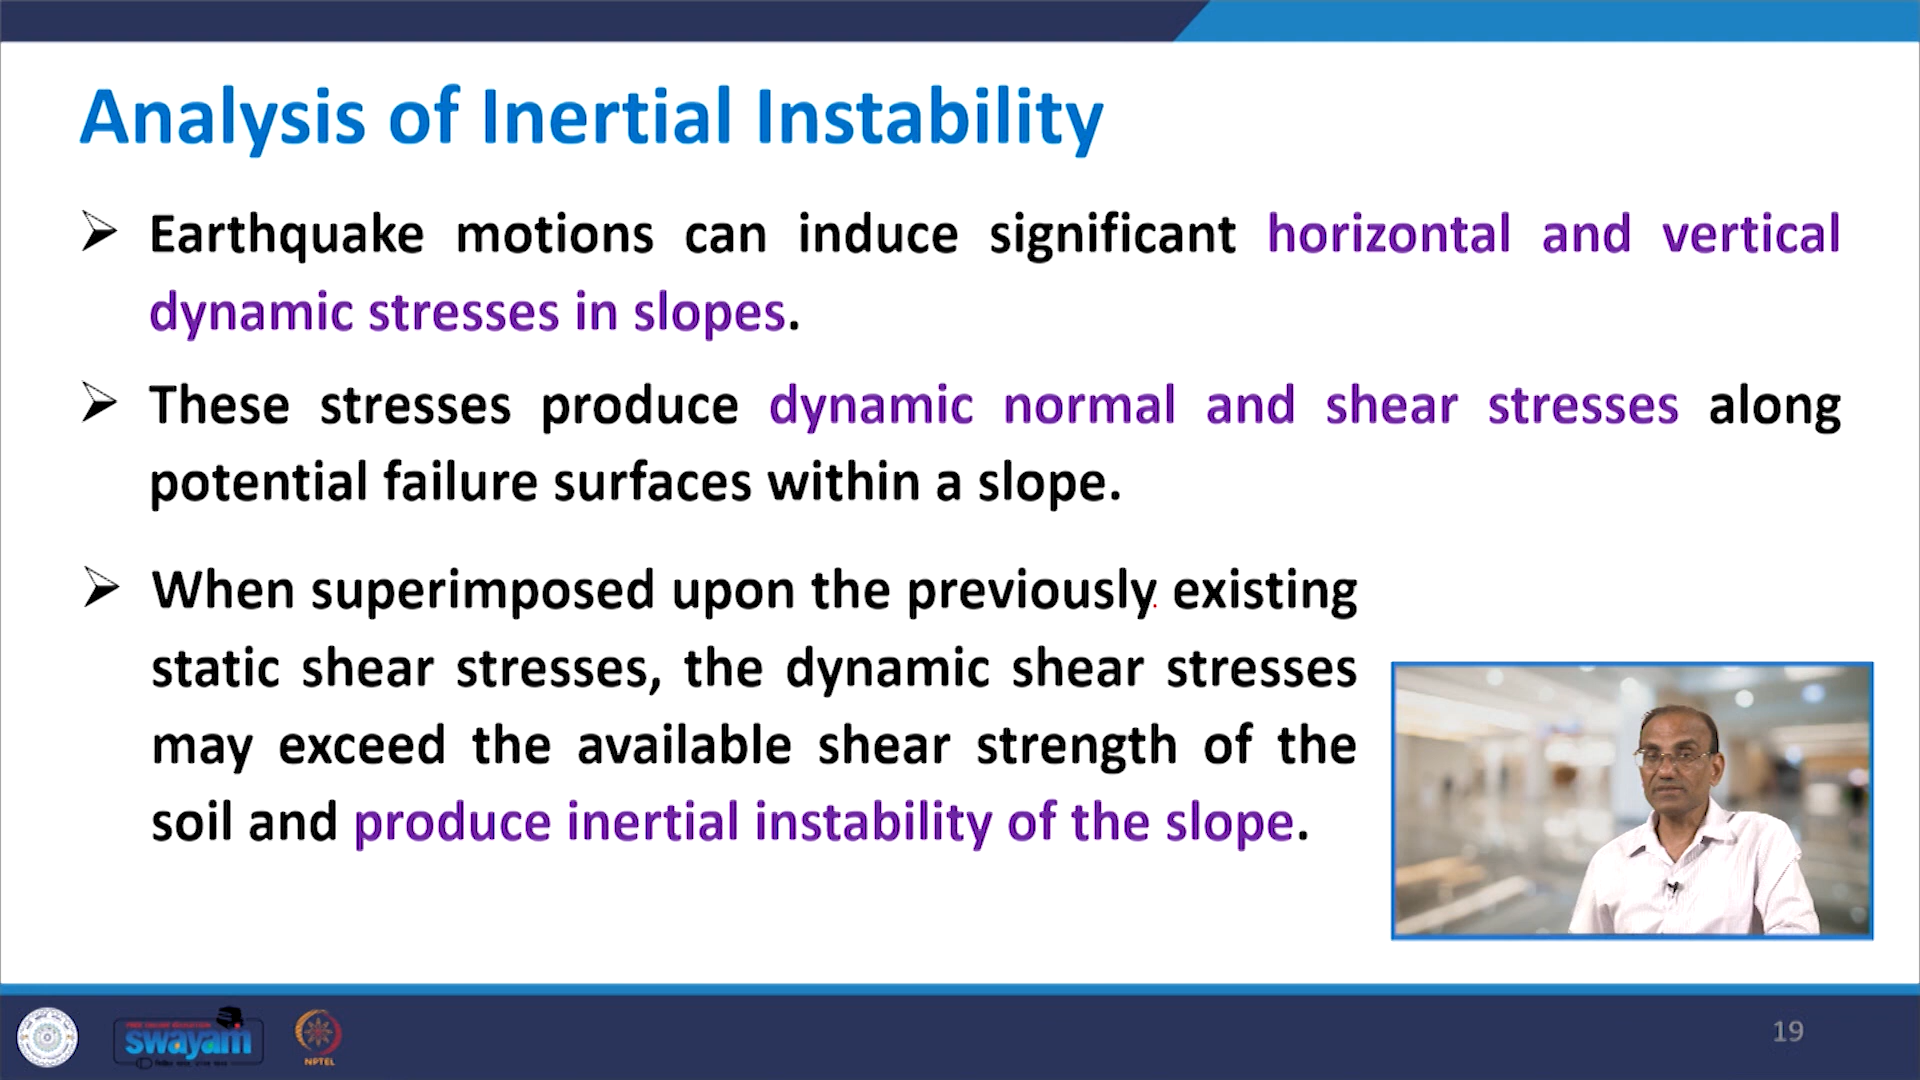 Analysis of Inertial Instability
Earthquake motions can induce significant horizontal and vertical
dynamic stresses in slopes.
These stresses produce dynamic normal and shear stresses along
potential failure surfaces within a slope.
When superimposed upon the previously existing
static shear stresses, the dynamic shear stresses
may exceed the available shear strength of the
soil and produce inertial instability of the slope.
swayam
NPTEL
19